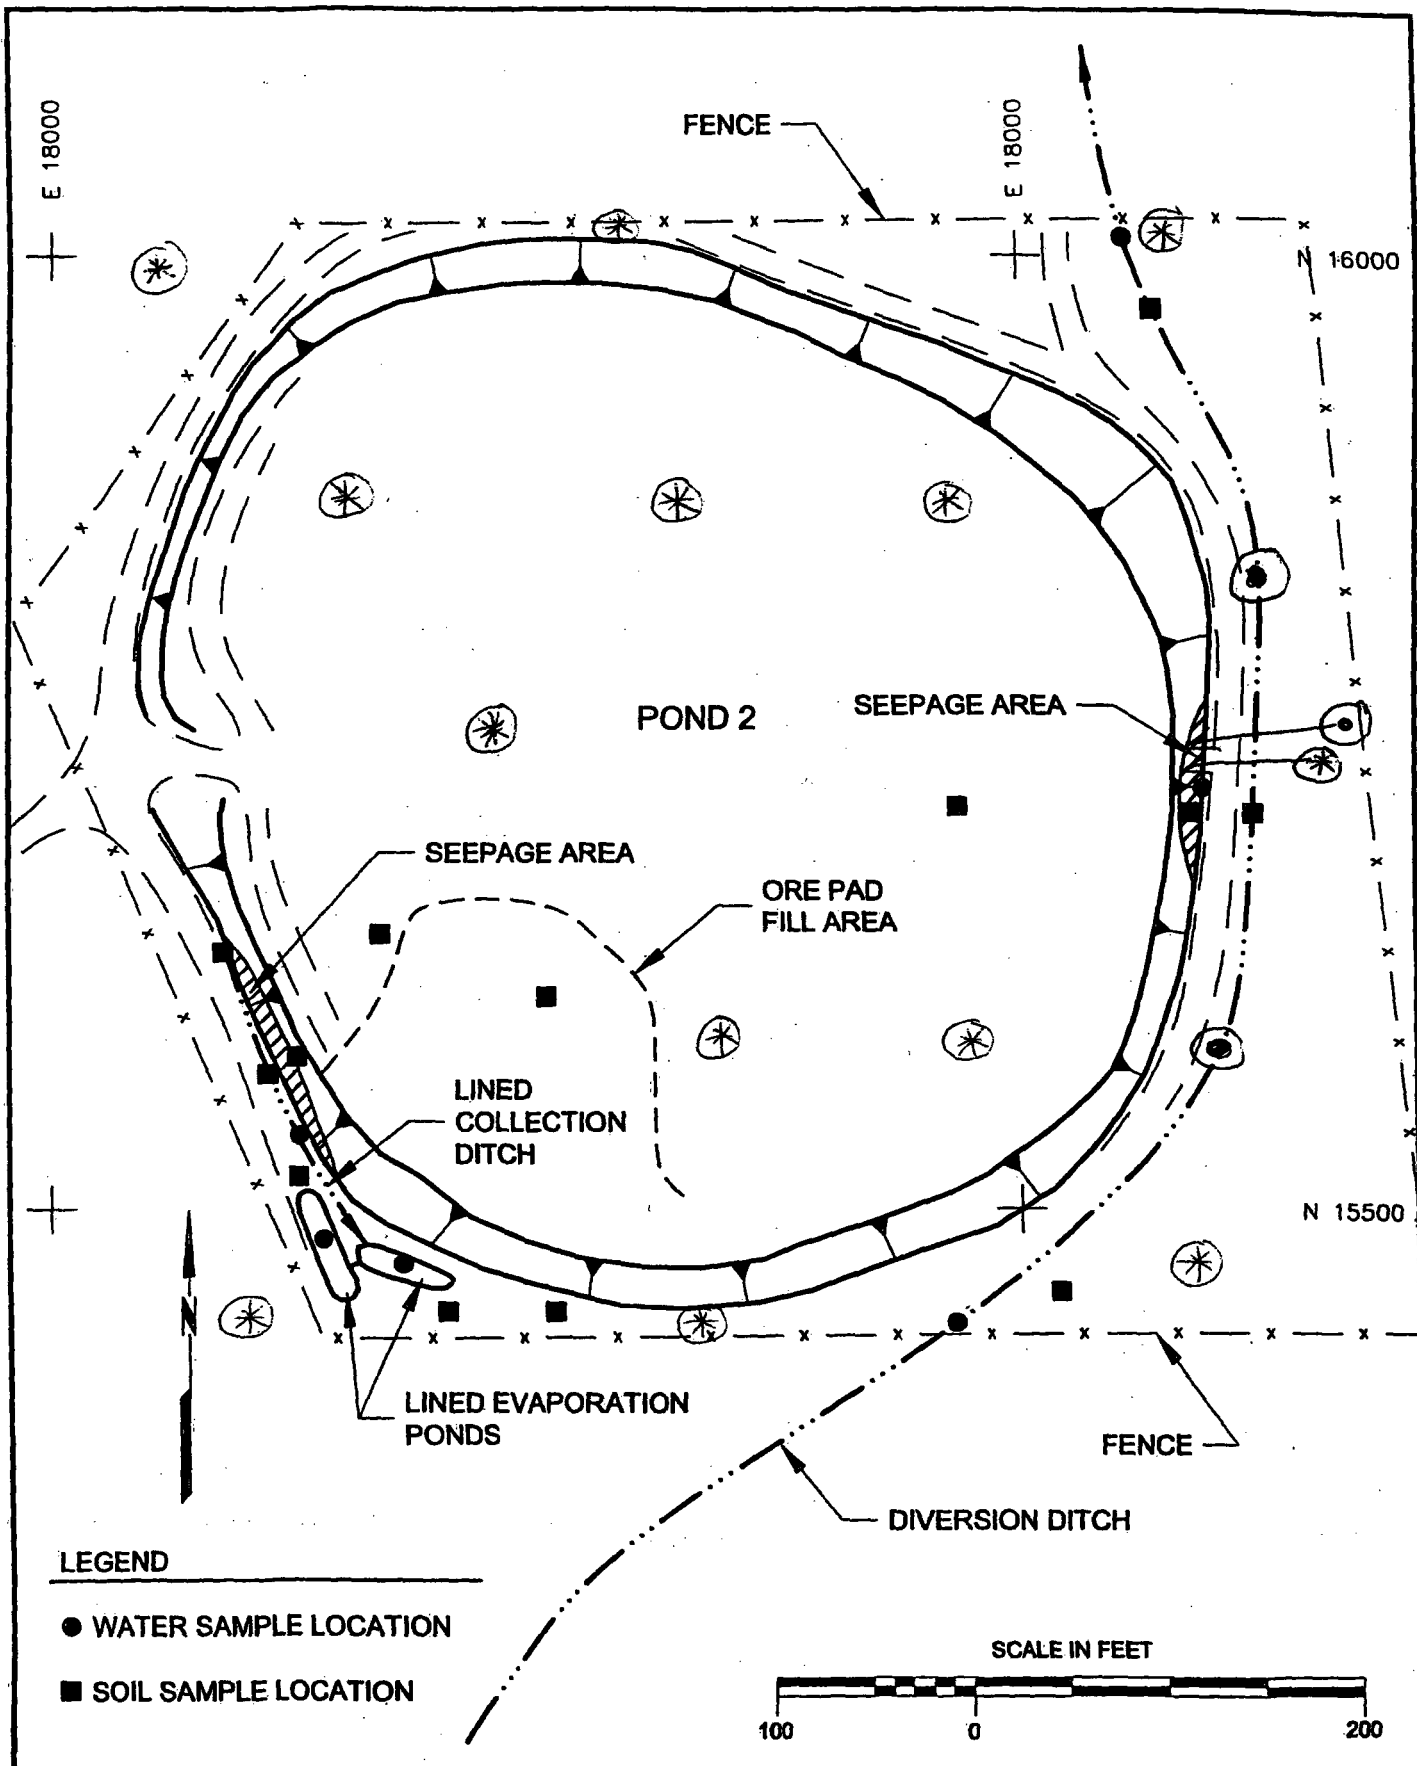 E 18000
FENCE
E 18000
N 16000
POND 2
SEEPAGE AREA
SEEPAGE AREA
ORE PAD
FILL AREA
LINED
COLLECTION
DITCH
N 15500
N
LINED EVAPORATION
PONDS
FENCE
DIVERSION DITCH
LEGEND
WATER SAMPLE LOCATION
SOIL SAMPLE LOCATION
SCALE IN FEET
100 0 200